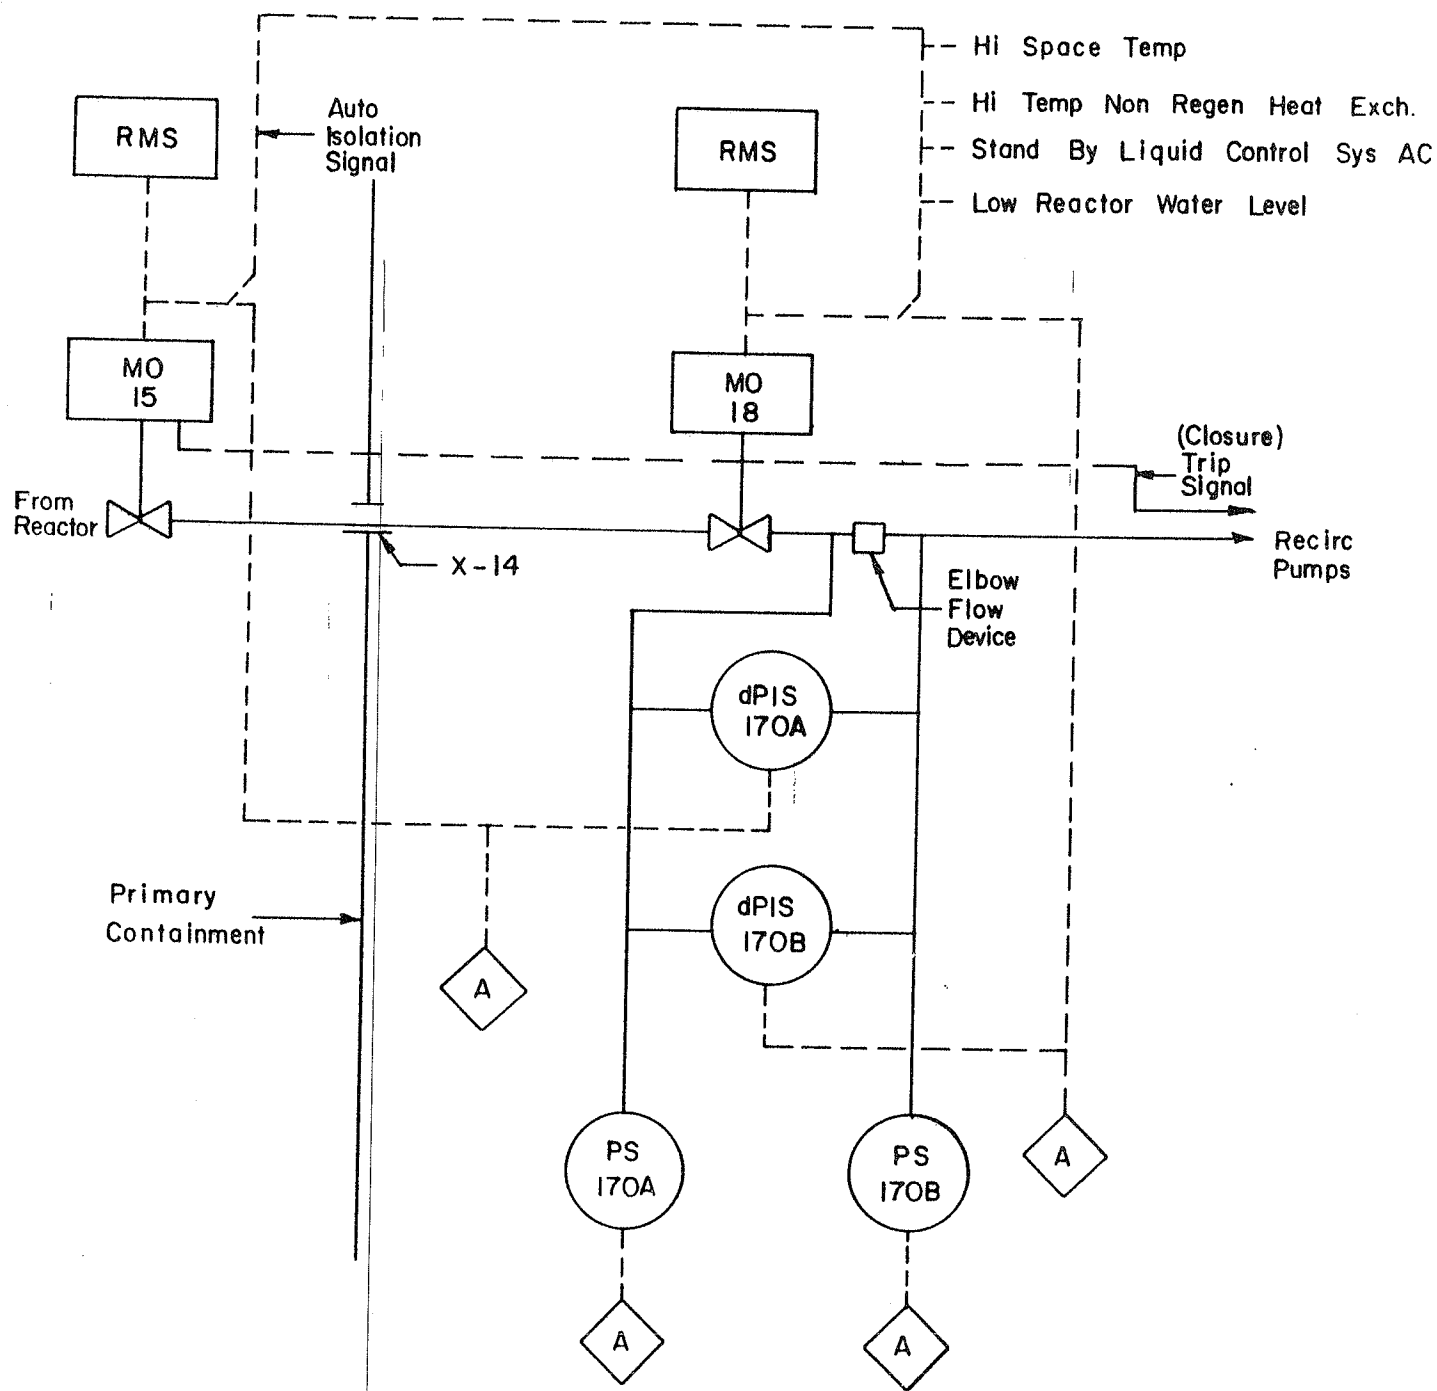 Hi Space Temp
Hi Temp Non Regen Heat Exch.
Stand By Liquid Control Sys AC
Low Reactor Water Level
RMS
Auto
Isolation
Signal
RMS
MO
15
MO
18
(Closure)
Trip
Signal
From
Reactor
X-14
Recirc
Pumps
Elbow
Flow
Device
dPIS
170A
dPIS
170B
Primary
Containment
A
PS
170A
PS
170B
A
A
A